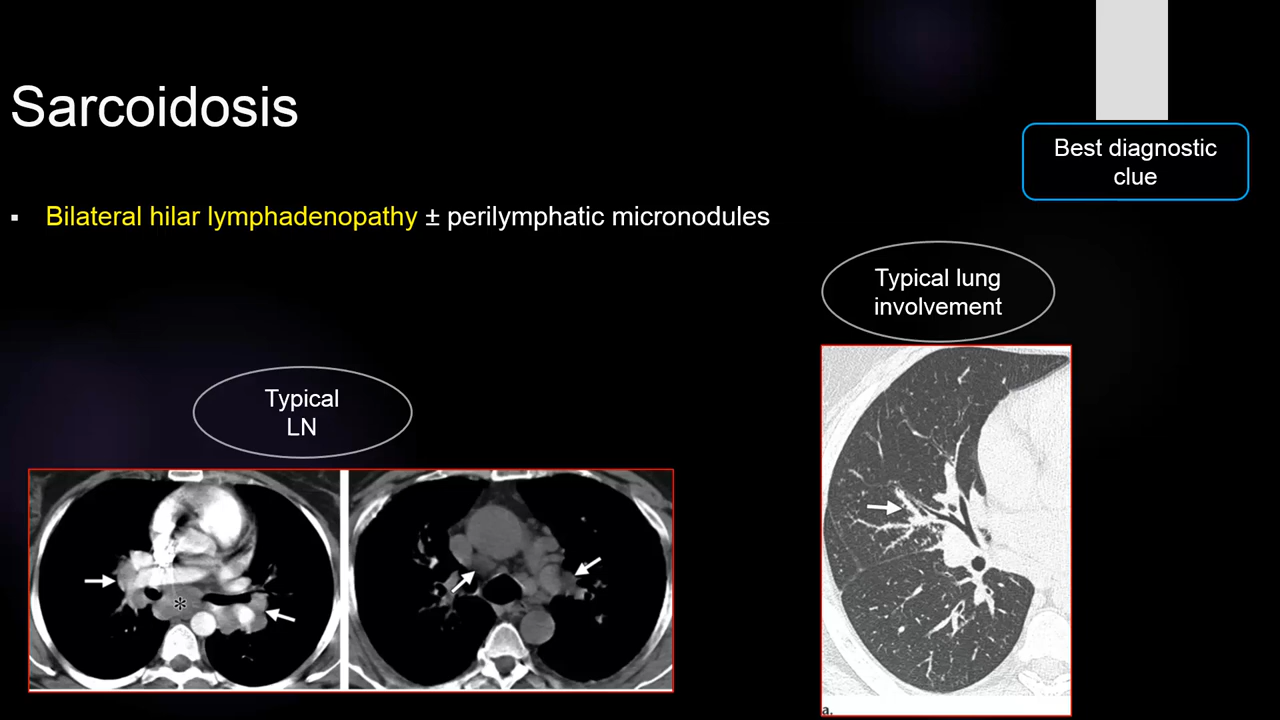 Sarcoidosis
Best diagnostic
clue
▪ Bilateral hilar lymphadenopathy ± perilymphatic micronodules
Typical lung
involvement
Typical
LN
*
a.